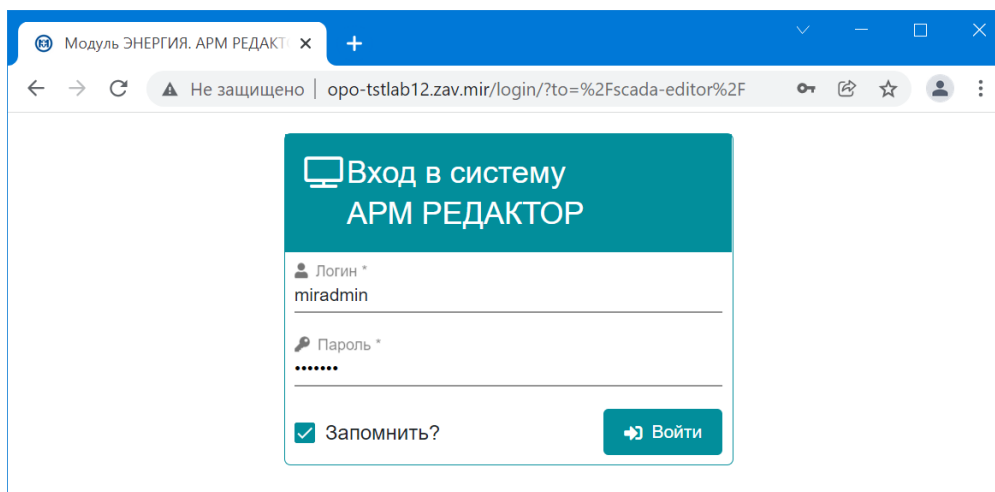 Модуль ЭНЕРГИЯ. АРМ РЕДАКТ
Не защищено | opo-tstlab12.zav.mir/login/?to=%2Fscada-editor%2F
Вход в систему
АРМ РЕДАКТОР
Логин *
miradmin
Пароль *
•••••••
Запомнить?
Войти